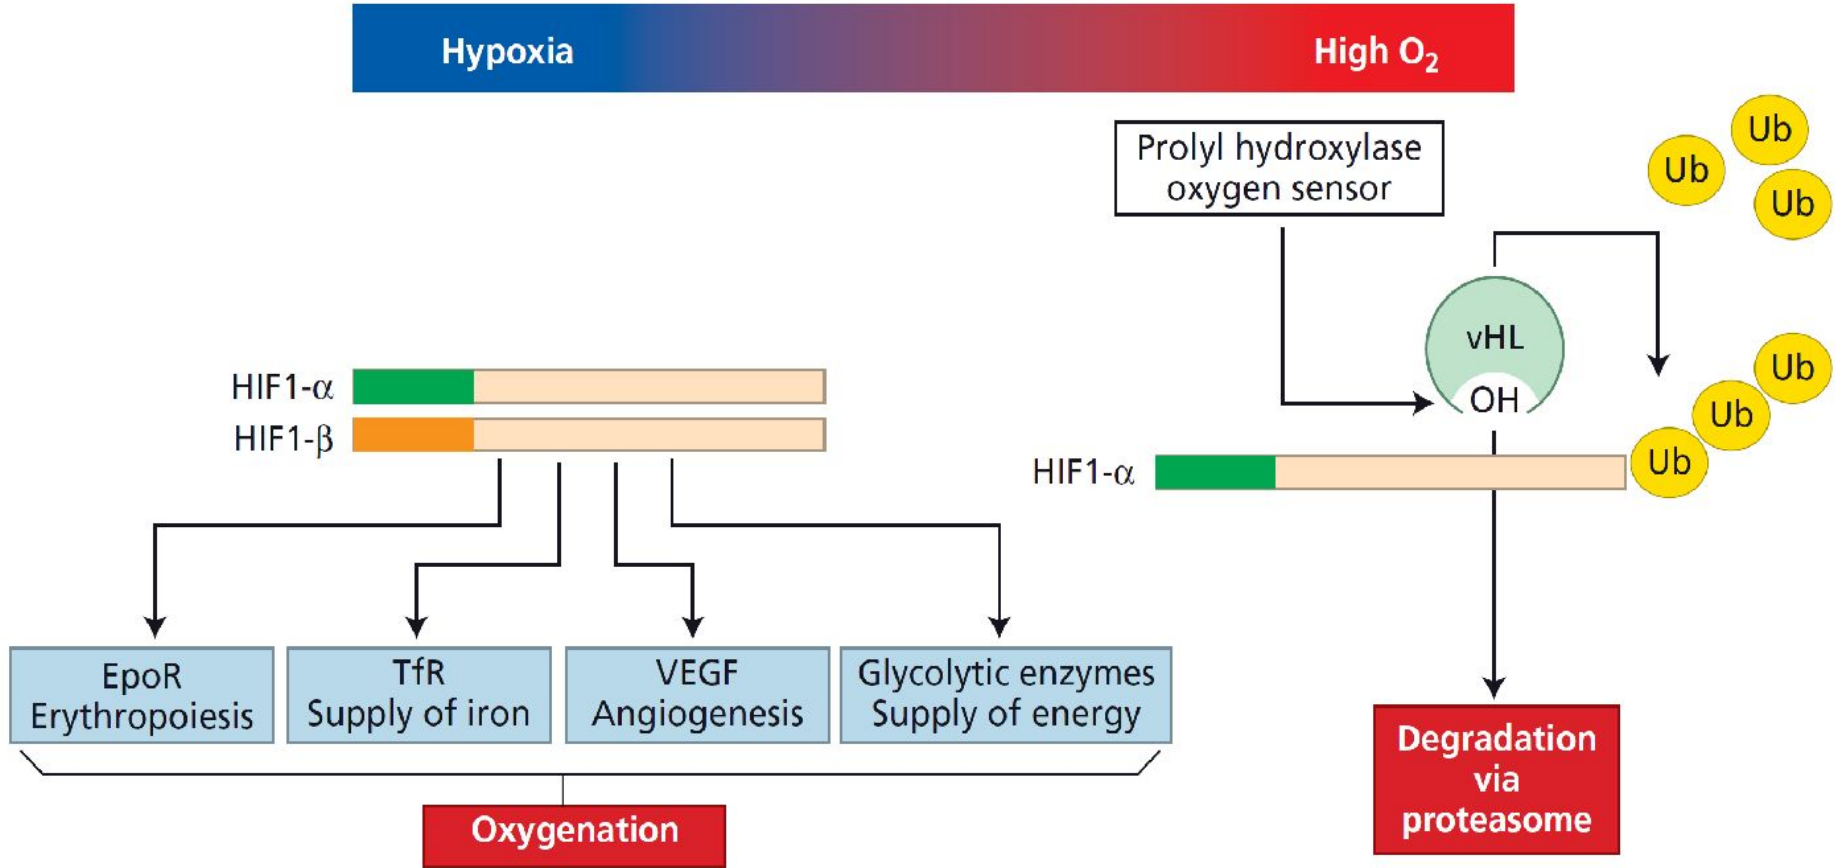 Hypoxia
High O₂
Prolyl hydroxylase
oxygen sensor
Ub
Ub
Ub
vHL
OH
HIF1-α
HIF1-β
HIF1-α
Ub
Ub
Ub
EpoR
Erythropoiesis
TfR
Supply of iron
VEGF
Angiogenesis
Glycolytic enzymes
Supply of energy
Oxygenation
Degradation
via
proteasome